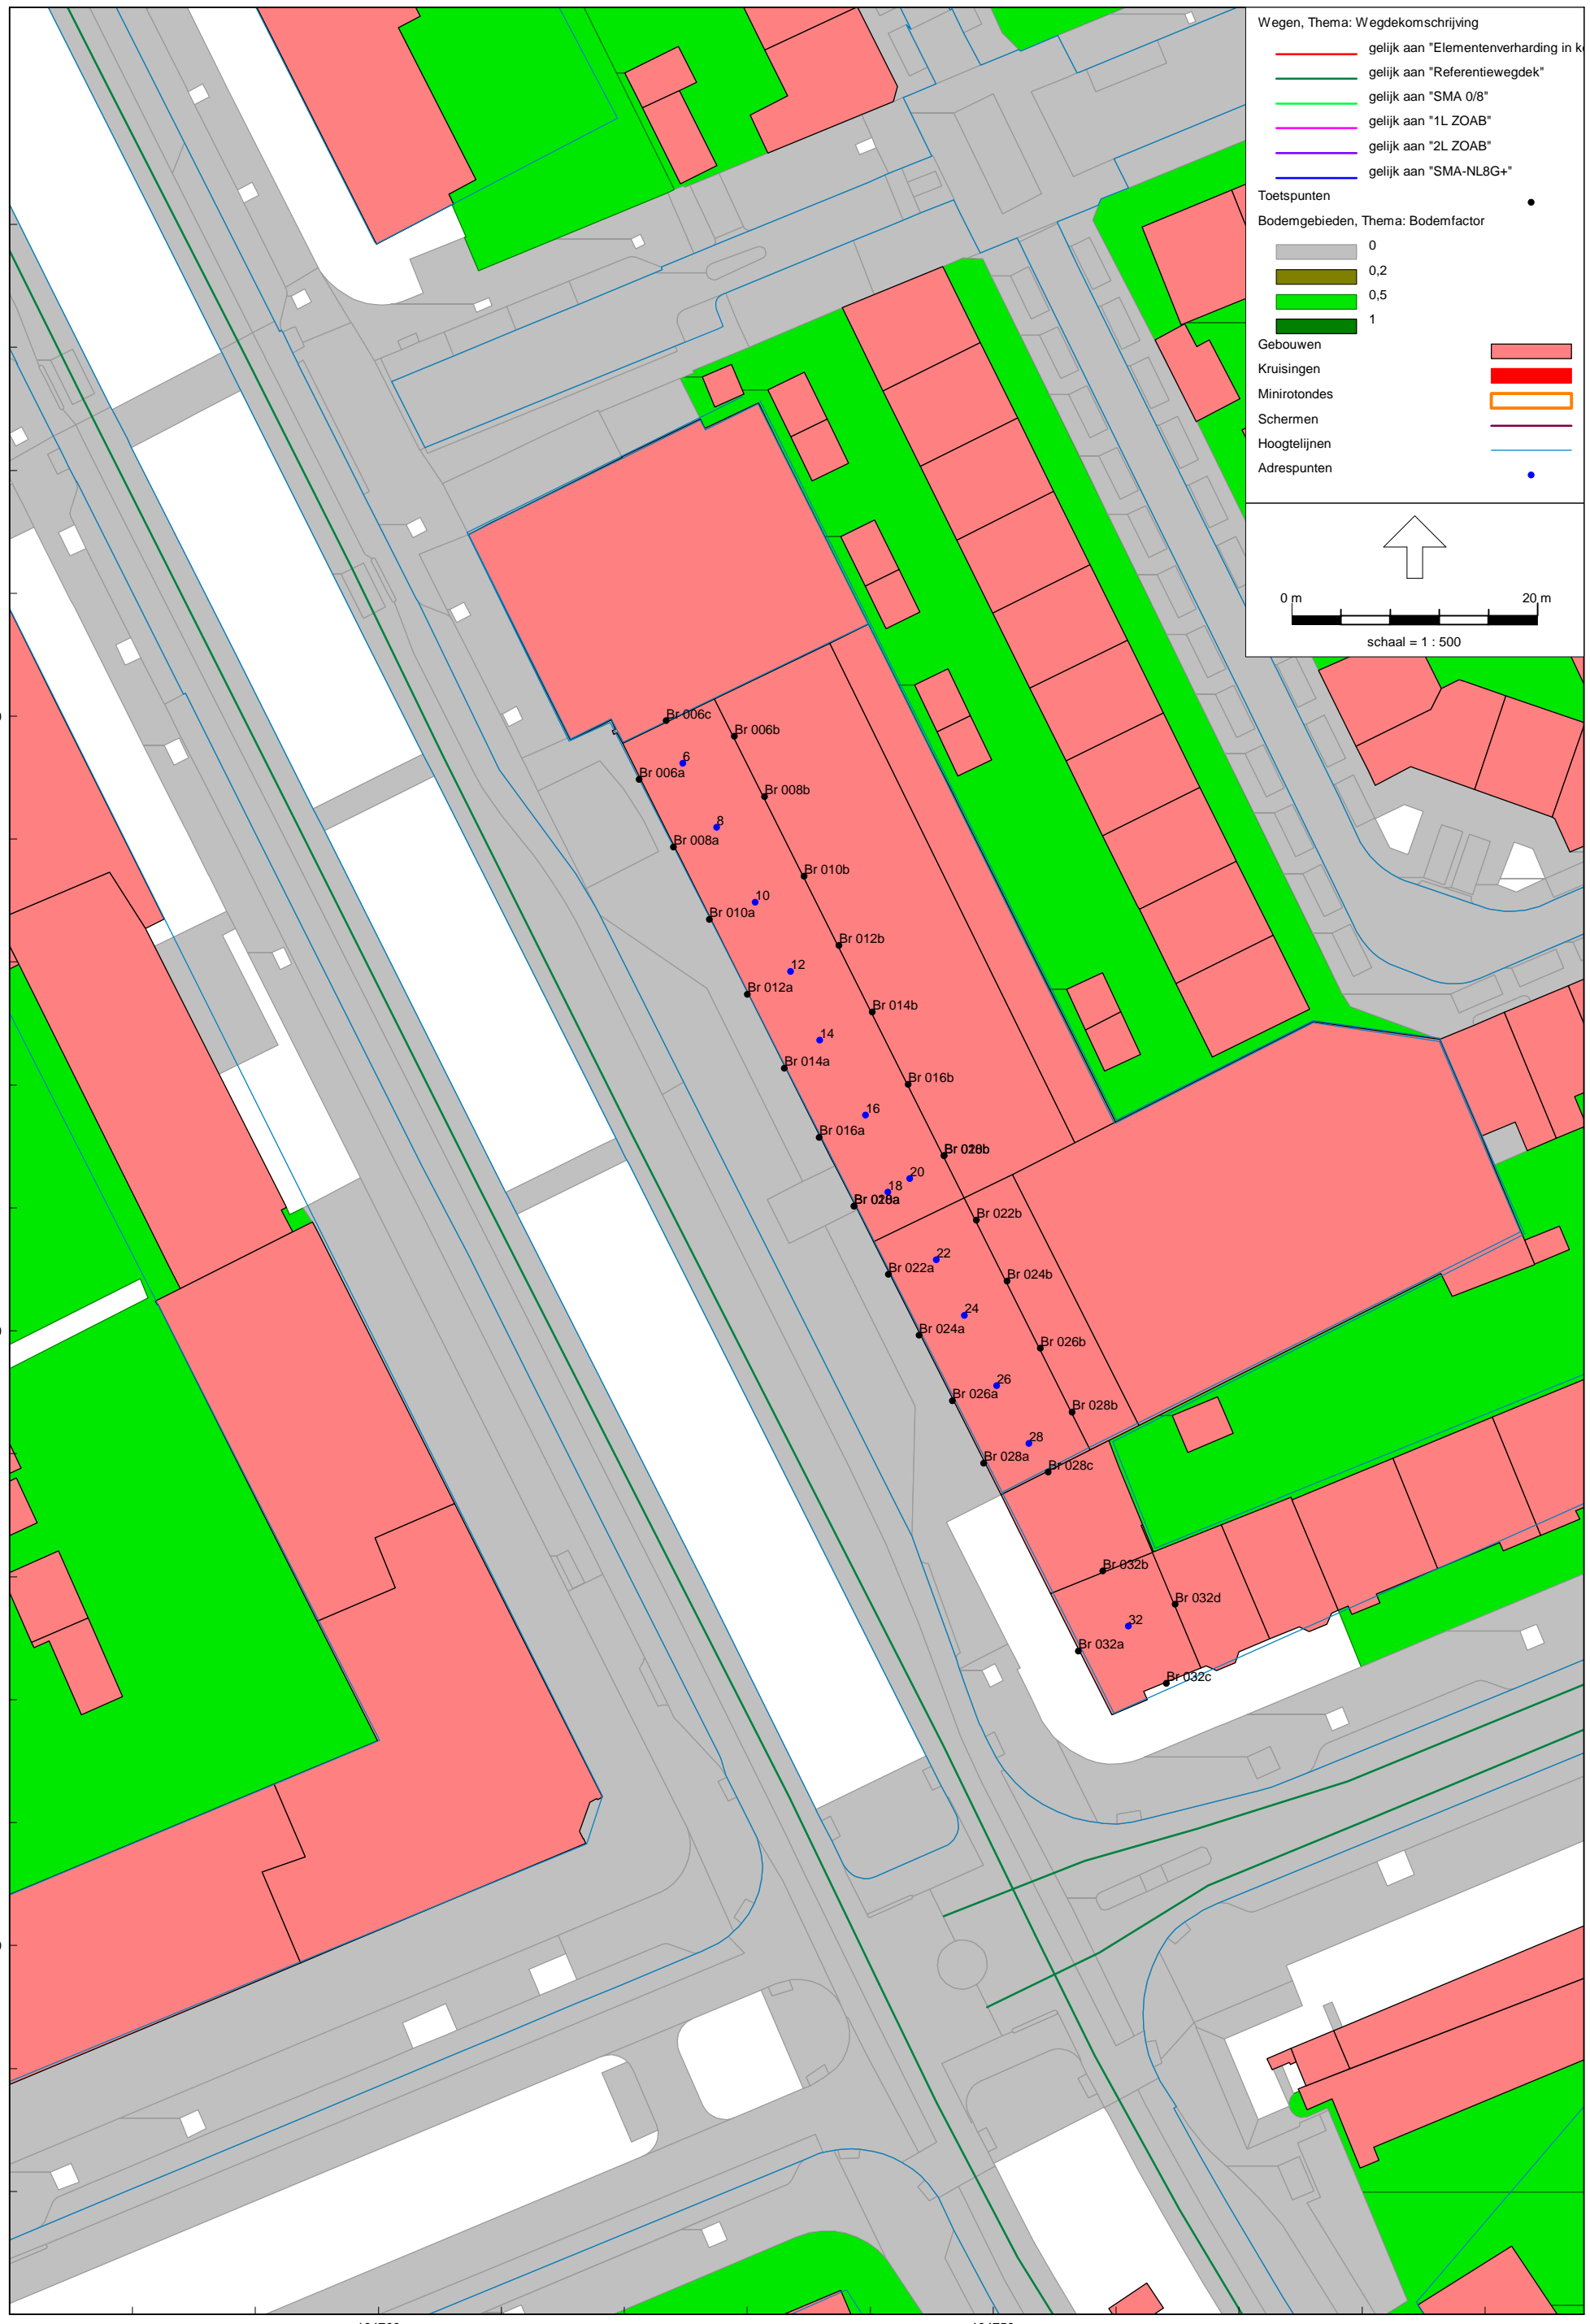 Wegen, Thema: Wegdekomschrijving
gelijk aan "Elementenverharding in k
gelijk aan "Referentiewegdek"
gelijk aan "SMA 0/8"
gelijk aan "1L ZOAB"
gelijk aan "2L ZOAB"
gelijk aan "SMA-NL8G+"
Toetspunten
Bodemgebieden, Thema: Bodemfactor
0
0,2
0,5
1
Gebouwen
Kruisingen
Minirotondes
Schermen
Hoogtelijnen
Adrespunten
0 m 20 m
schaal = 1 : 500
Br 006c
Br 006b
6
Br 006a
Br 008b
8
Br 008a
Br 010b
10
Br 010a
Br 012b
12
Br 012a
Br 014b
14
Br 014a
Br 016b
16
Br 016a
20
18
Br 022b
22
Br 022a
Br 024b
24
Br 024a
Br 026b
26
Br 026a
Br 028b
28
Br 028a
Br 028c
Br 032b
Br 032d
32
Br 032a
Br 032c